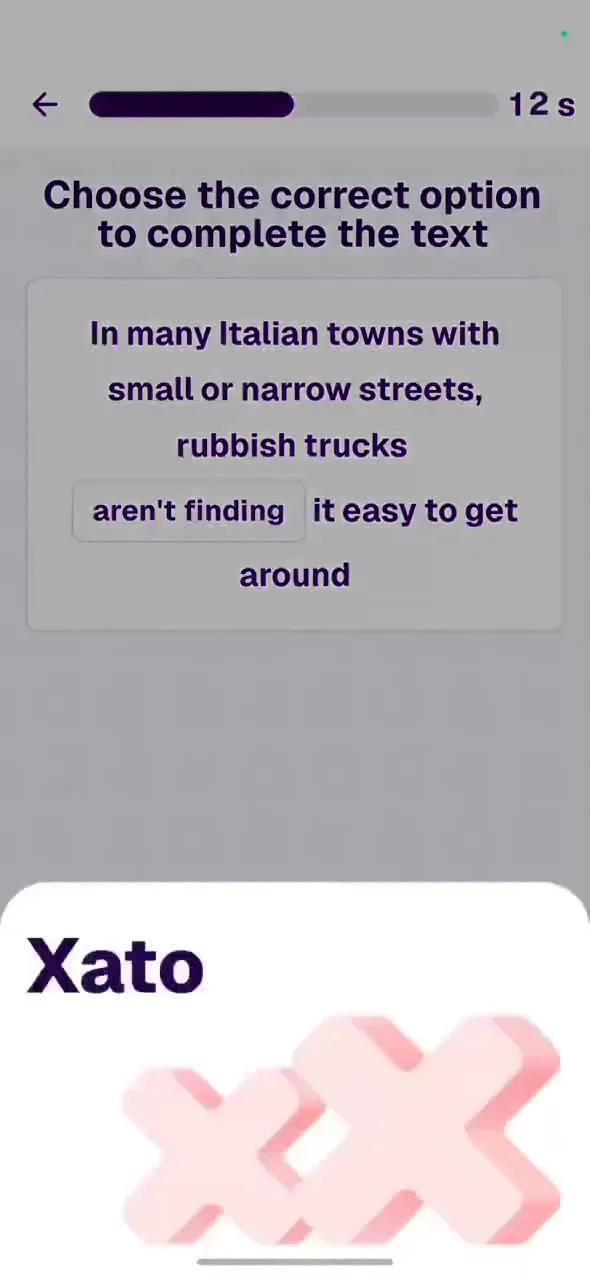 12 s
Choose the correct option
to complete the text
In many Italian towns with
small or narrow streets,
rubbish trucks
aren't finding it easy to get
around
Xato